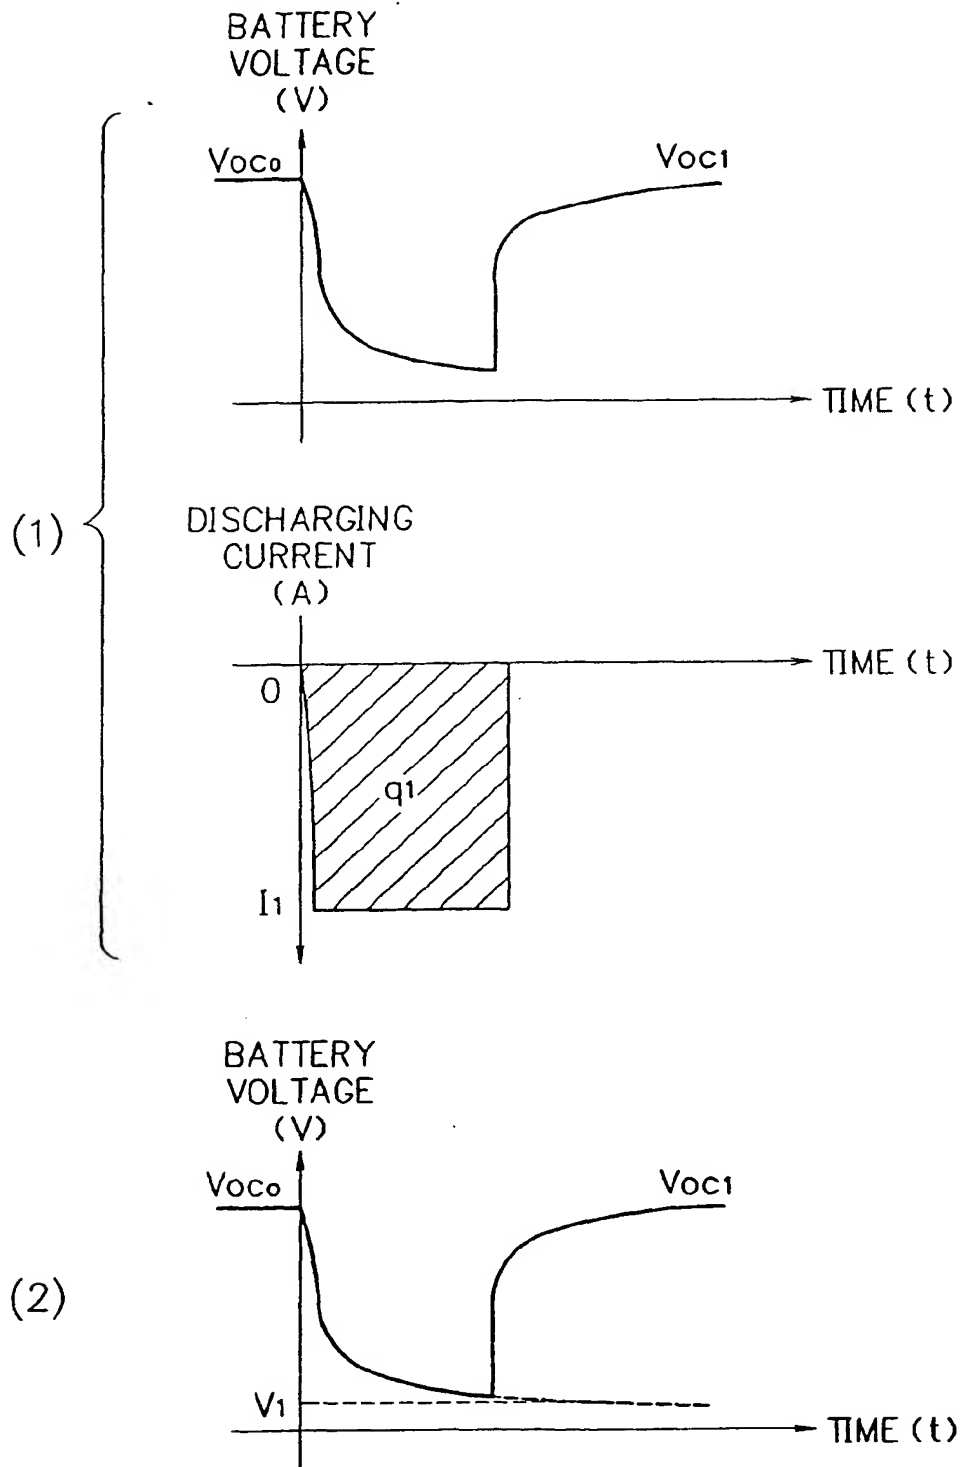 BATTERY
VOLTAGE
(V)
Voc0
Voc1
TIME (t)
(1)
DISCHARGING
CURRENT
(A)
TIME (t)
0
q1
I1
BATTERY
VOLTAGE
(V)
Voc0
Voc1
(2)
V1
TIME (t)